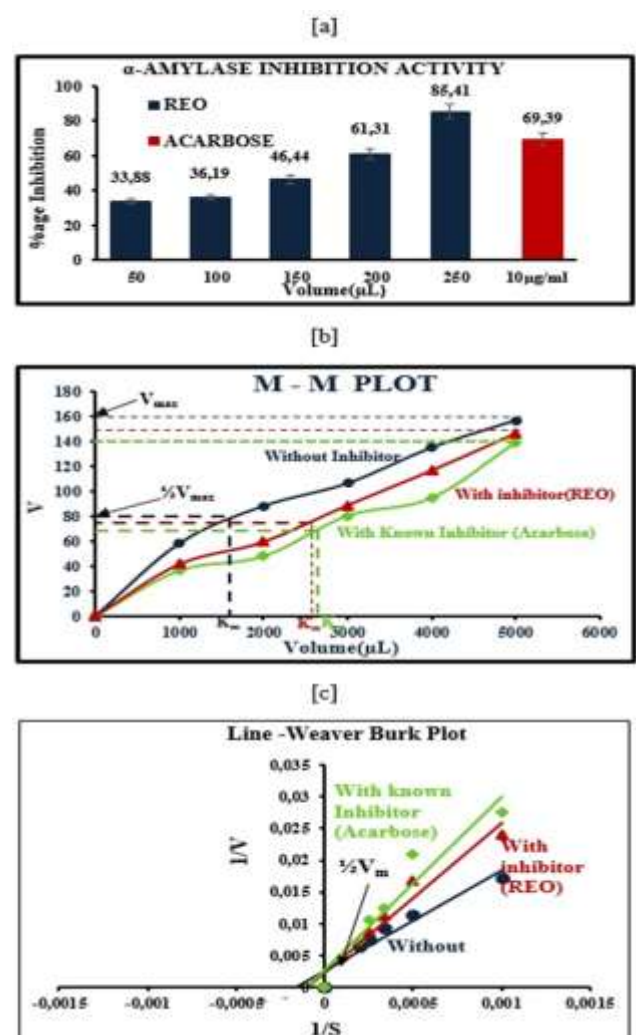 [a]
α-AMYLASE INHIBITION ACTIVITY
%age Inhibition
100
80
60
40
20
0
REO
ACARBOSE
33,88
36,19
46,44
61,31
85,41
69,39
50
100
150
200
250
10µg/ml
Volume(µL)
[b]
M - M PLOT
V
180
160
140
120
100
80
60
40
20
0
Vmax
½Vmax
Without Inhibitor
With inhibitor(REO)
With Known Inhibitor (Acarbose)
0
1000
2000
3000
4000
5000
6000
Km
Volume(µL)
[c]
Line -Weaver Burk Plot
1/V
0,035
0,03
0,025
0,02
0,015
0,01
0,005
0
With known
Inhibitor
(Acarbose)
½Vm
With
inhibitor
(REO)
Without
-0,0015
-0,001
-0,0005
0
0,0005
0,001
0,0015
1/S